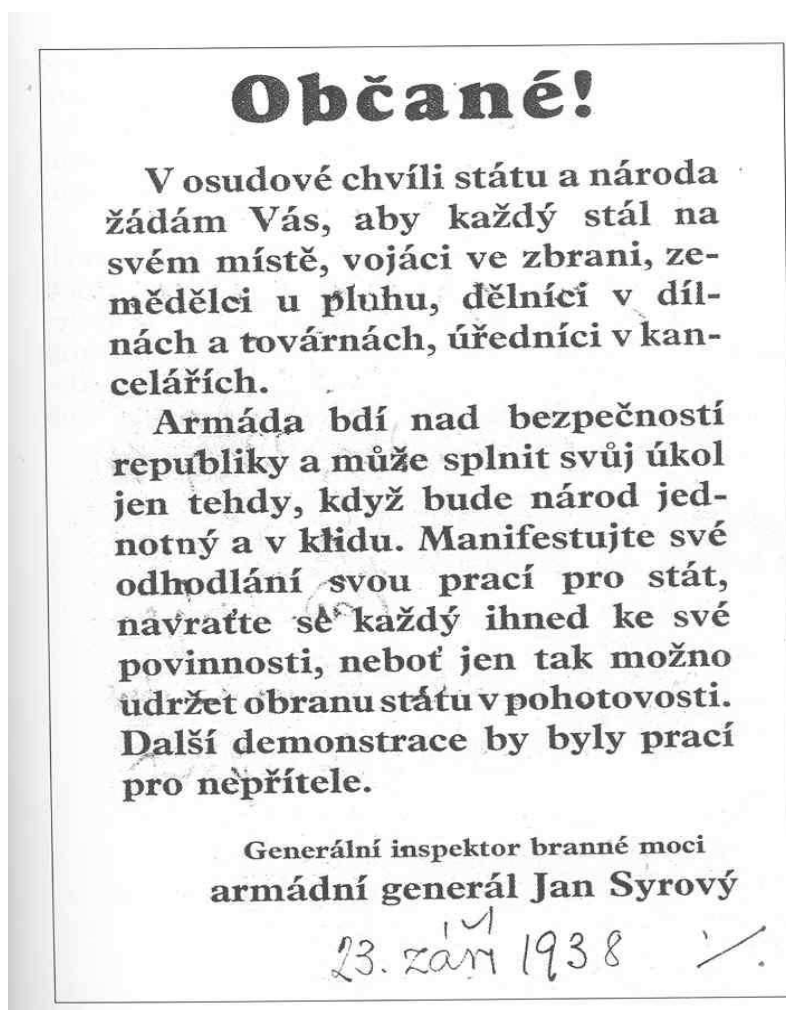 Občané!
V osudové chvíli státu a národa
žádám Vás, aby každý stál na
svém místě, vojáci ve zbrani, ze-
mědělci u pluhu, dělníci v díl-
nách a továrnách, úředníci v kan-
celářích.
Armáda bdí nad bezpečností
republiky a může splnit svůj úkol
jen tehdy, když bude národ jed-
notný a v klidu. Manifestujte své
odhodlání svou prací pro stát,
navraťte se každý ihned ke své
povinnosti, neboť jen tak možno
udržet obranu státu v pohotovosti.
Další demonstrace by byly prací
pro nepřítele.
Generální inspektor branné moci
armádní generál Jan Syrový
23. září 1938